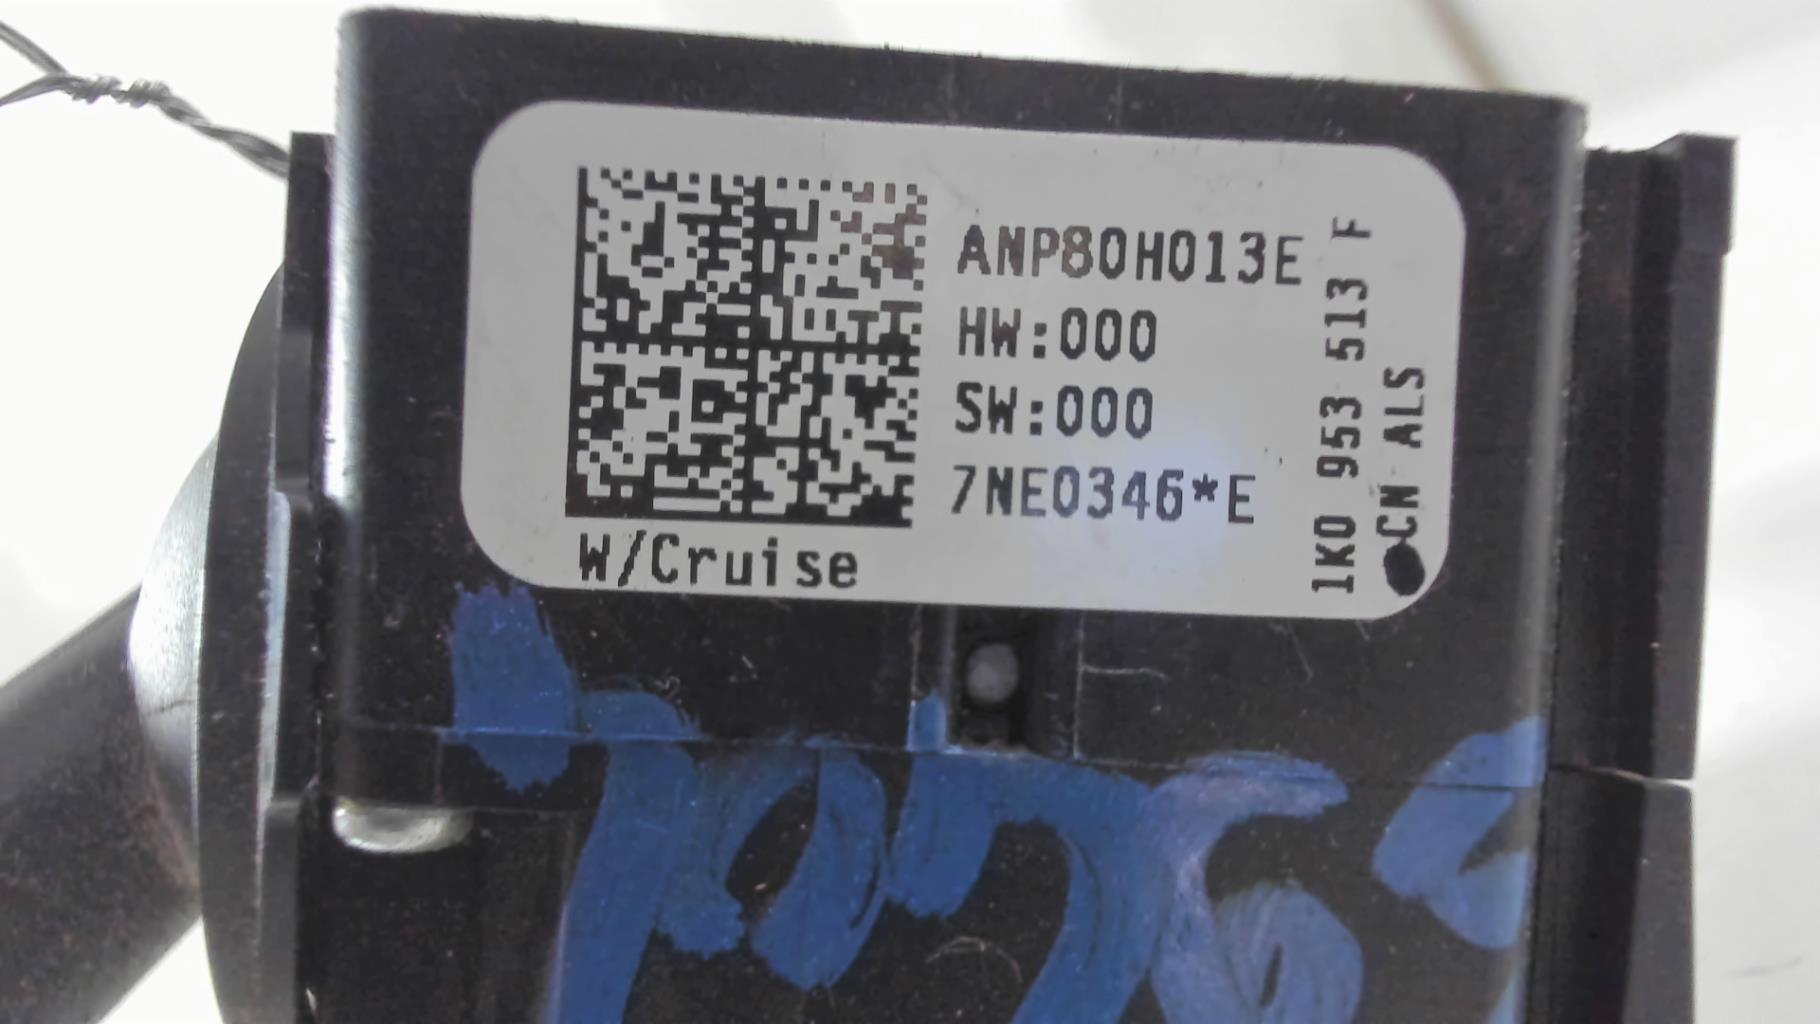 ANP80H013E
HW:000
SW:000
7NE0346*E
W/Cruise
1K0 953 513 F
CN ALS